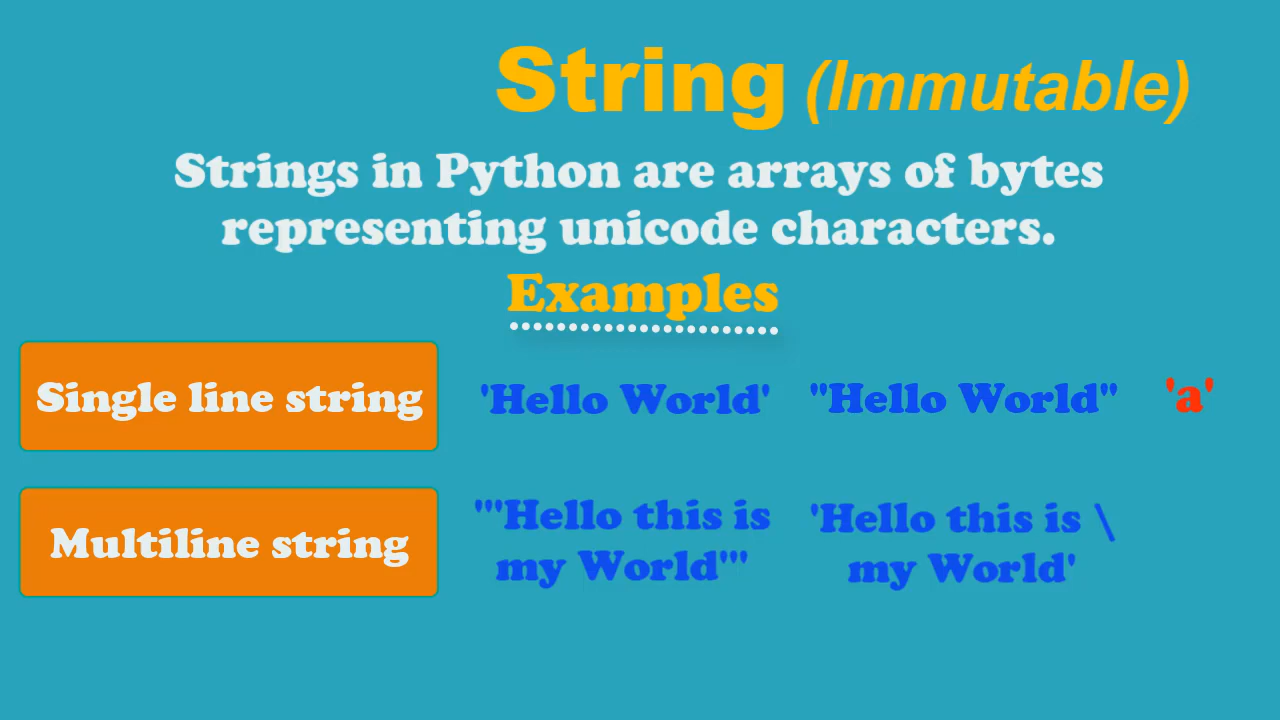 String (Immutable)
Strings in Python are arrays of bytes
representing unicode characters.
Examples
Single line string 'Hello World' "Hello World" 'a'
Multiline string
'''Hello this is
my World'''
'Hello this is \
my World'